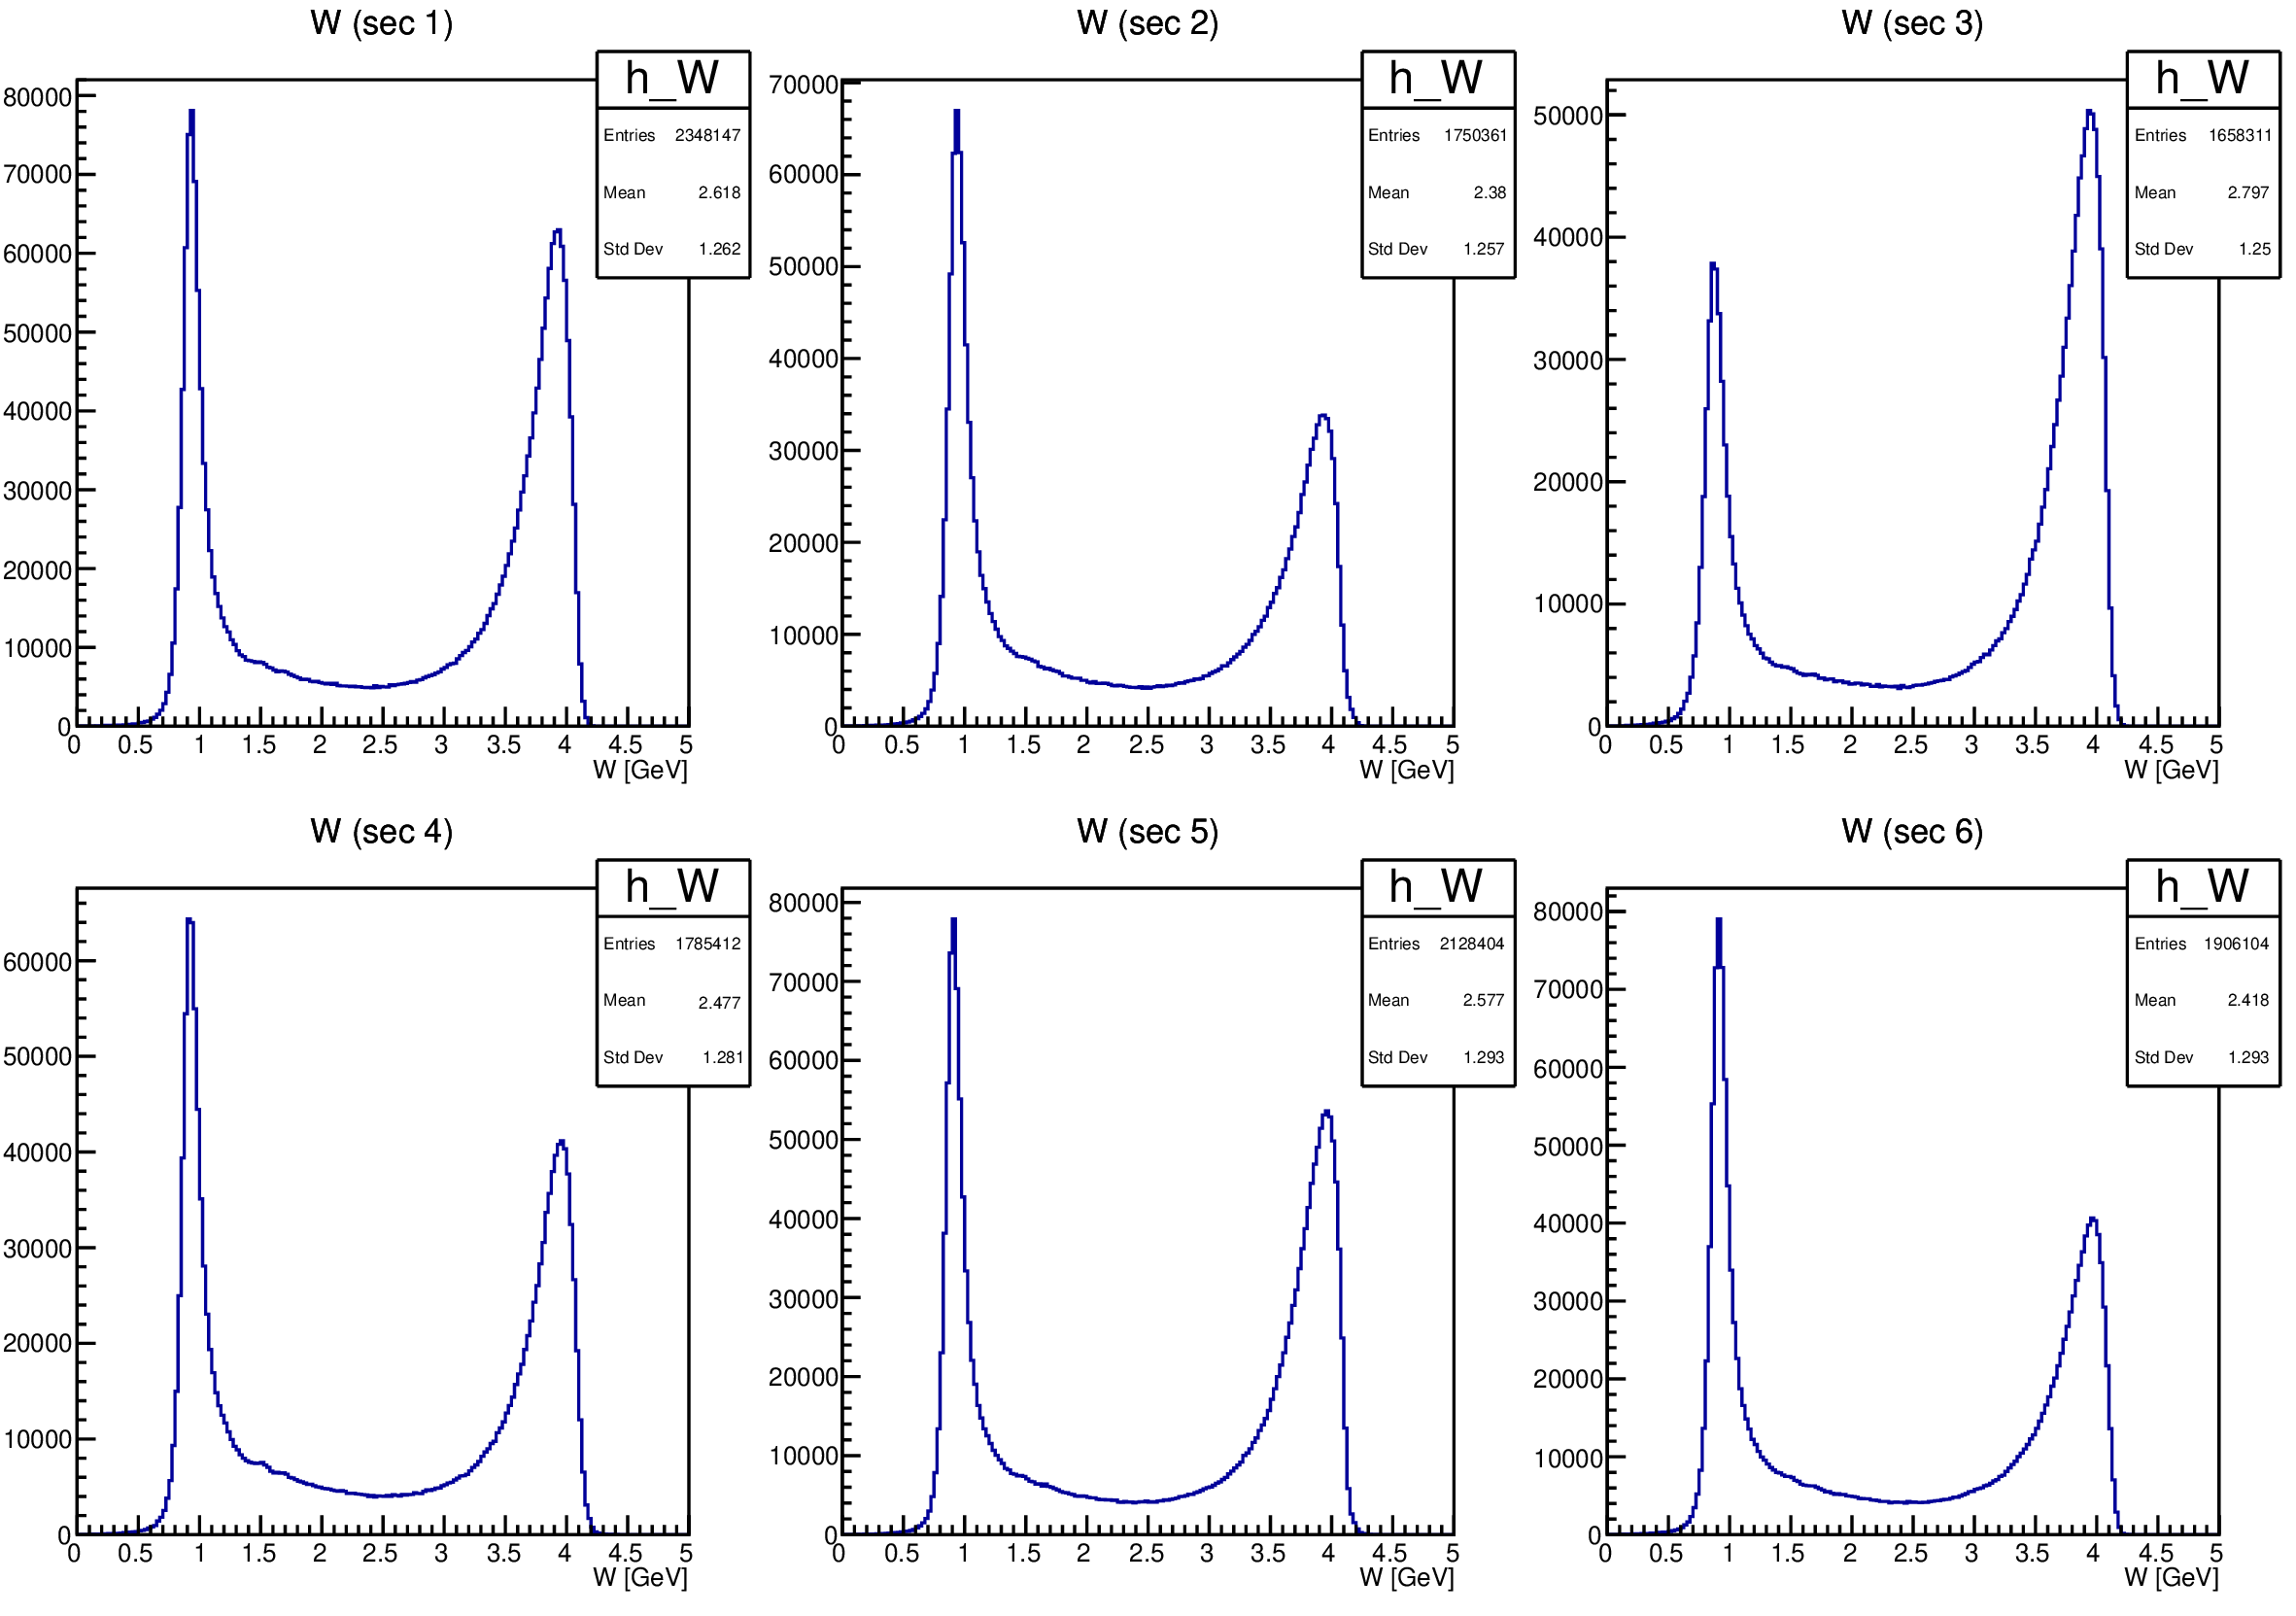 W (sec 1)
h_W
Entries 2348147
Mean 2.618
Std Dev 1.262
80000
70000
60000
50000
40000
30000
20000
10000
0
0 0.5 1 1.5 2 2.5 3 3.5 4 4.5 5
W [GeV]
W (sec 2)
h_W
Entries 1750361
Mean 2.38
Std Dev 1.257
70000
60000
50000
40000
30000
20000
10000
0
0 0.5 1 1.5 2 2.5 3 3.5 4 4.5 5
W [GeV]
W (sec 3)
h_W
Entries 1658311
Mean 2.797
Std Dev 1.25
50000
40000
30000
20000
10000
0
0 0.5 1 1.5 2 2.5 3 3.5 4 4.5 5
W [GeV]
W (sec 4)
h_W
Entries 1785412
Mean 2.477
Std Dev 1.281
60000
50000
40000
30000
20000
10000
0
0 0.5 1 1.5 2 2.5 3 3.5 4 4.5 5
W [GeV]
W (sec 5)
h_W
Entries 2128404
Mean 2.577
Std Dev 1.293
80000
70000
60000
50000
40000
30000
20000
10000
0
0 0.5 1 1.5 2 2.5 3 3.5 4 4.5 5
W [GeV]
W (sec 6)
h_W
Entries 1906104
Mean 2.418
Std Dev 1.293
80000
70000
60000
50000
40000
30000
20000
10000
0
0 0.5 1 1.5 2 2.5 3 3.5 4 4.5 5
W [GeV]